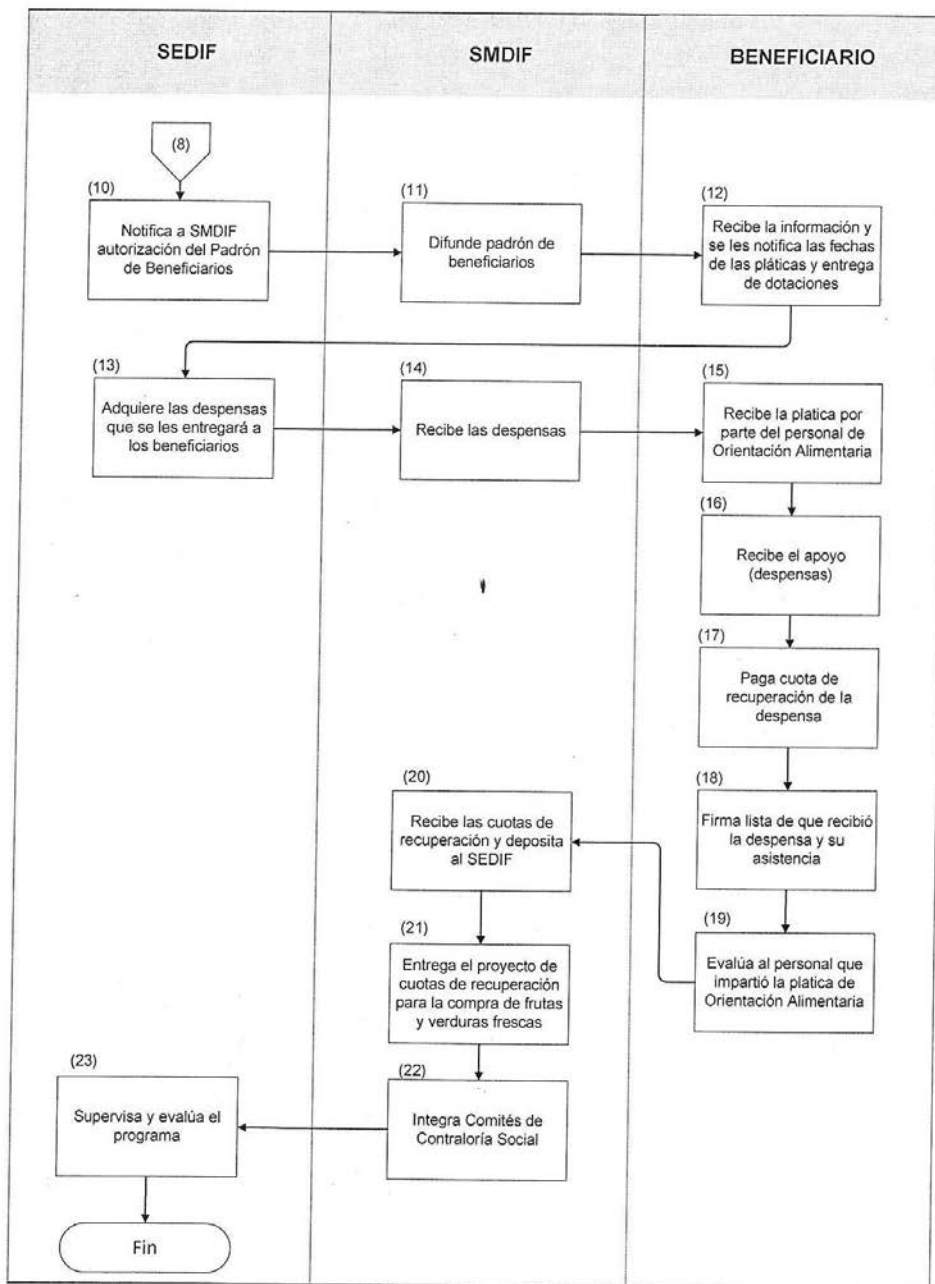 SEDIF
SMDIF
BENEFICIARIO
(8)
(10)
Notifica a SMDIF
autorización del Padrón
de Beneficiarios
(11)
Difunde padrón de
beneficiarios
(12)
Recibe la información y
se les notifica las fechas
de las pláticas y entrega
de dotaciones
(13)
Adquiere las despensas
que se les entregará a
los beneficiarios
(14)
Recibe las despensas
(15)
Recibe la platica por
parte del personal de
Orientación Alimentaria
(16)
Recibe el apoyo
(despensas)
(17)
Paga cuota de
recuperación de la
despensa
(18)
Firma lista de que recibió
la despensa y su
asistencia
(19)
Evalúa al personal que
impartió la platica de
Orientación Alimentaria
(20)
Recibe las cuotas de
recuperación y deposita
al SEDIF
(21)
Entrega el proyecto de
cuotas de recuperación
para la compra de frutas
y verduras frescas
(22)
Integra Comités de
Contraloría Social
(23)
Supervisa y evalúa el
programa
Fin